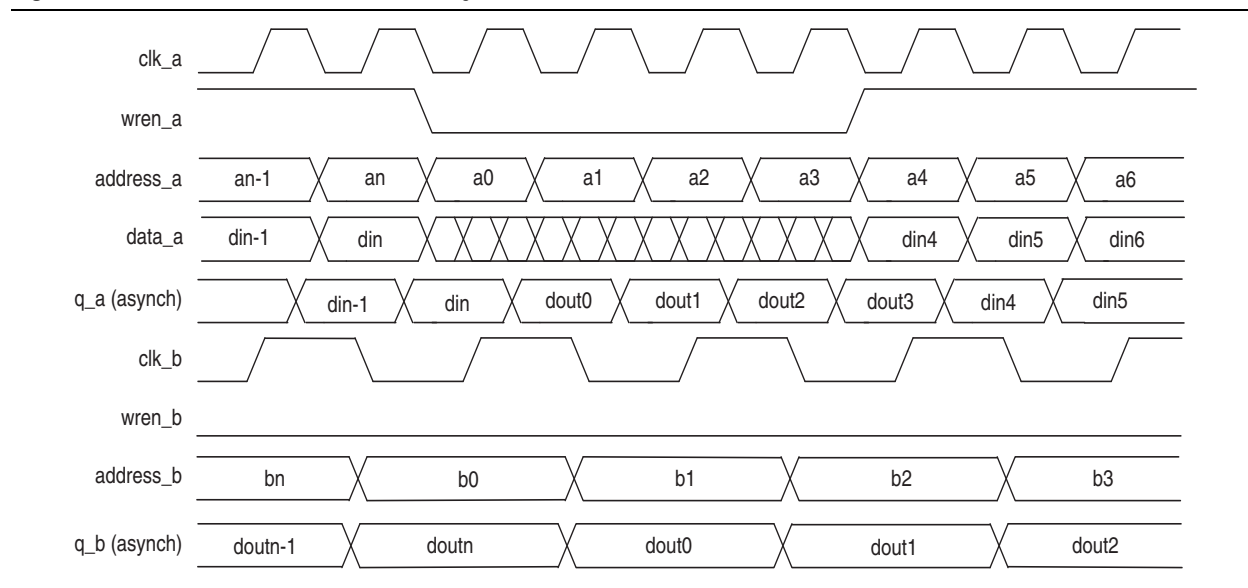 clk_a
wren_a
address_a an-1 an a0 a1 a2 a3 a4 a5 a6
data_a din-1 din din4 din5 din6
q_a (asynch) din-1 din dout0 dout1 dout2 dout3 din4 din5
clk_b
wren_b
address_b bn b0 b1 b2 b3
q_b (asynch) doutn-1 doutn dout0 dout1 dout2